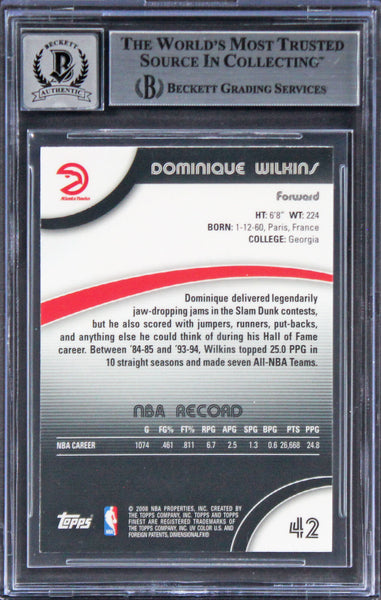 BECKETT
AUTHENTIC
THE WORLD'S MOST TRUSTED
SOURCE IN COLLECTING™
BECKETT GRADING SERVICES
Atlanta Hawks
DOMINIQUE WILKINS
Forward
HT: 6'8" WT: 224
BORN: 1-12-60, Paris, France
COLLEGE: Georgia
Dominique delivered legendarily
jaw-dropping jams in the Slam Dunk contests,
but he also scored with jumpers, runners, put-backs,
and anything else he could think of during his Hall of Fame
career. Between '84-85 and '93-94, Wilkins topped 25.0 PPG in
10 straight seasons and made seven All-NBA Teams.
NBA RECORD
G FG% FT% RPG APG SPG BPG PTS PPG
NBA CAREER 1074 .461 .811 6.7 2.5 1.3 0.6 26,668 24.8
Topps
NBA
© 2008 NBA PROPERTIES, INC. CREATED BY
THE TOPPS COMPANY, INC. TOPPS AND TOPPS
FINEST ARE REGISTERED TRADEMARKS OF
THE TOPPS COMPANY, INC. UV COLOR U.S. AND
FOREIGN PATENTS, DIMENSIONALFX®
42